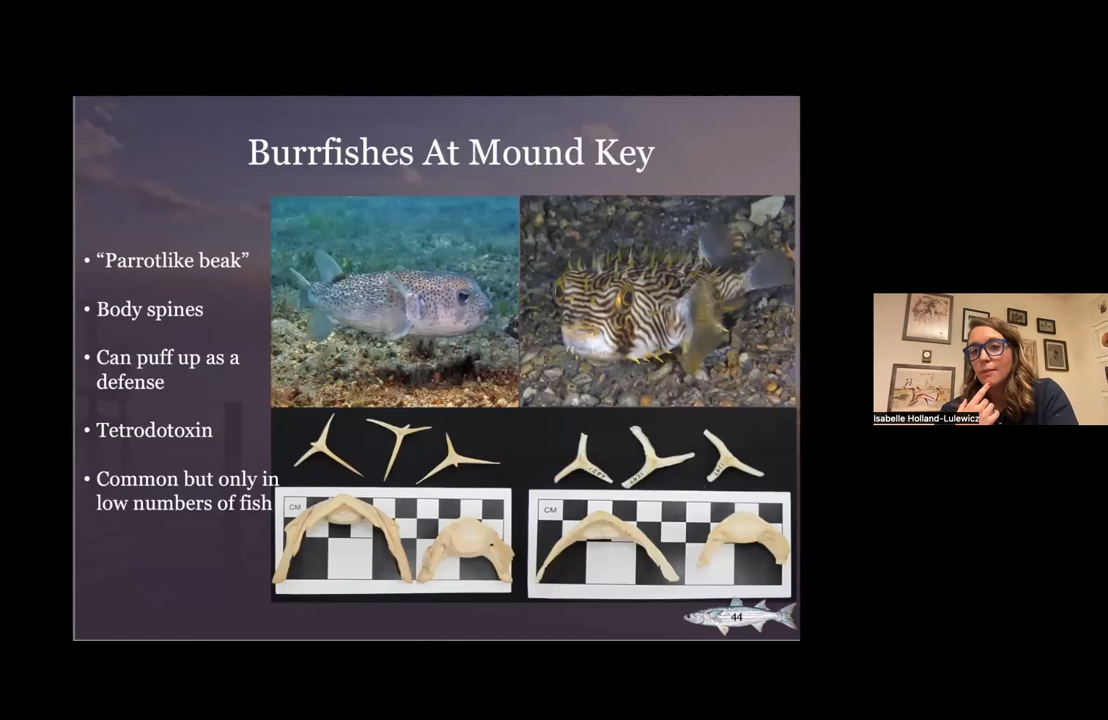 Burrfishes At Mound Key
• “Parrotlike beak”
• Body spines
• Can puff up as a
defense
• Tetrodotoxin
• Common but only in
low numbers of fish
CM
CM
44
Isabelle Holland-Lulewicz